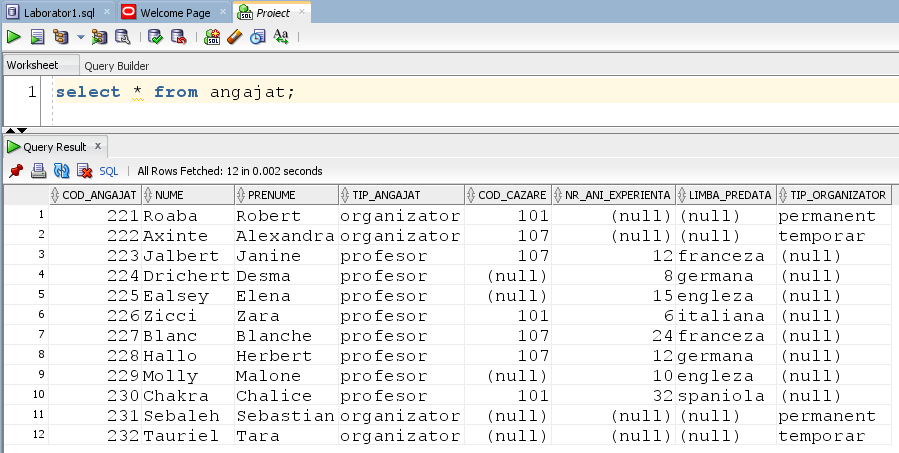 Laborator1.sql Welcome Page Proiect
Worksheet Query Builder
1 select * from angajat;
Query Result
SQL All Rows Fetched: 12 in 0.002 seconds
COD_ANGAJAT NUME PRENUME TIP_ANGAJAT COD_CAZARE NR_ANI_EXPERIENTA LIMBA_PREDATA TIP_ORGANIZATOR
1 221 Roaba Robert organizator 101 (null) (null) permanent
2 222 Axinte Alexandra organizator 107 (null) (null) temporar
3 223 Jalbert Janine profesor 107 12 franceza (null)
4 224 Drichert Desma profesor (null) 8 germana (null)
5 225 Ealsey Elena profesor (null) 15 engleza (null)
6 226 Zicci Zara profesor 101 6 italiana (null)
7 227 Blanc Blanche profesor 107 24 franceza (null)
8 228 Hallo Herbert profesor 107 12 germana (null)
9 229 Molly Malone profesor (null) 10 engleza (null)
10 230 Chakra Chalice profesor 101 32 spaniola (null)
11 231 Sebaleh Sebastian organizator (null) (null) (null) permanent
12 232 Tauriel Tara organizator (null) (null) (null) temporar